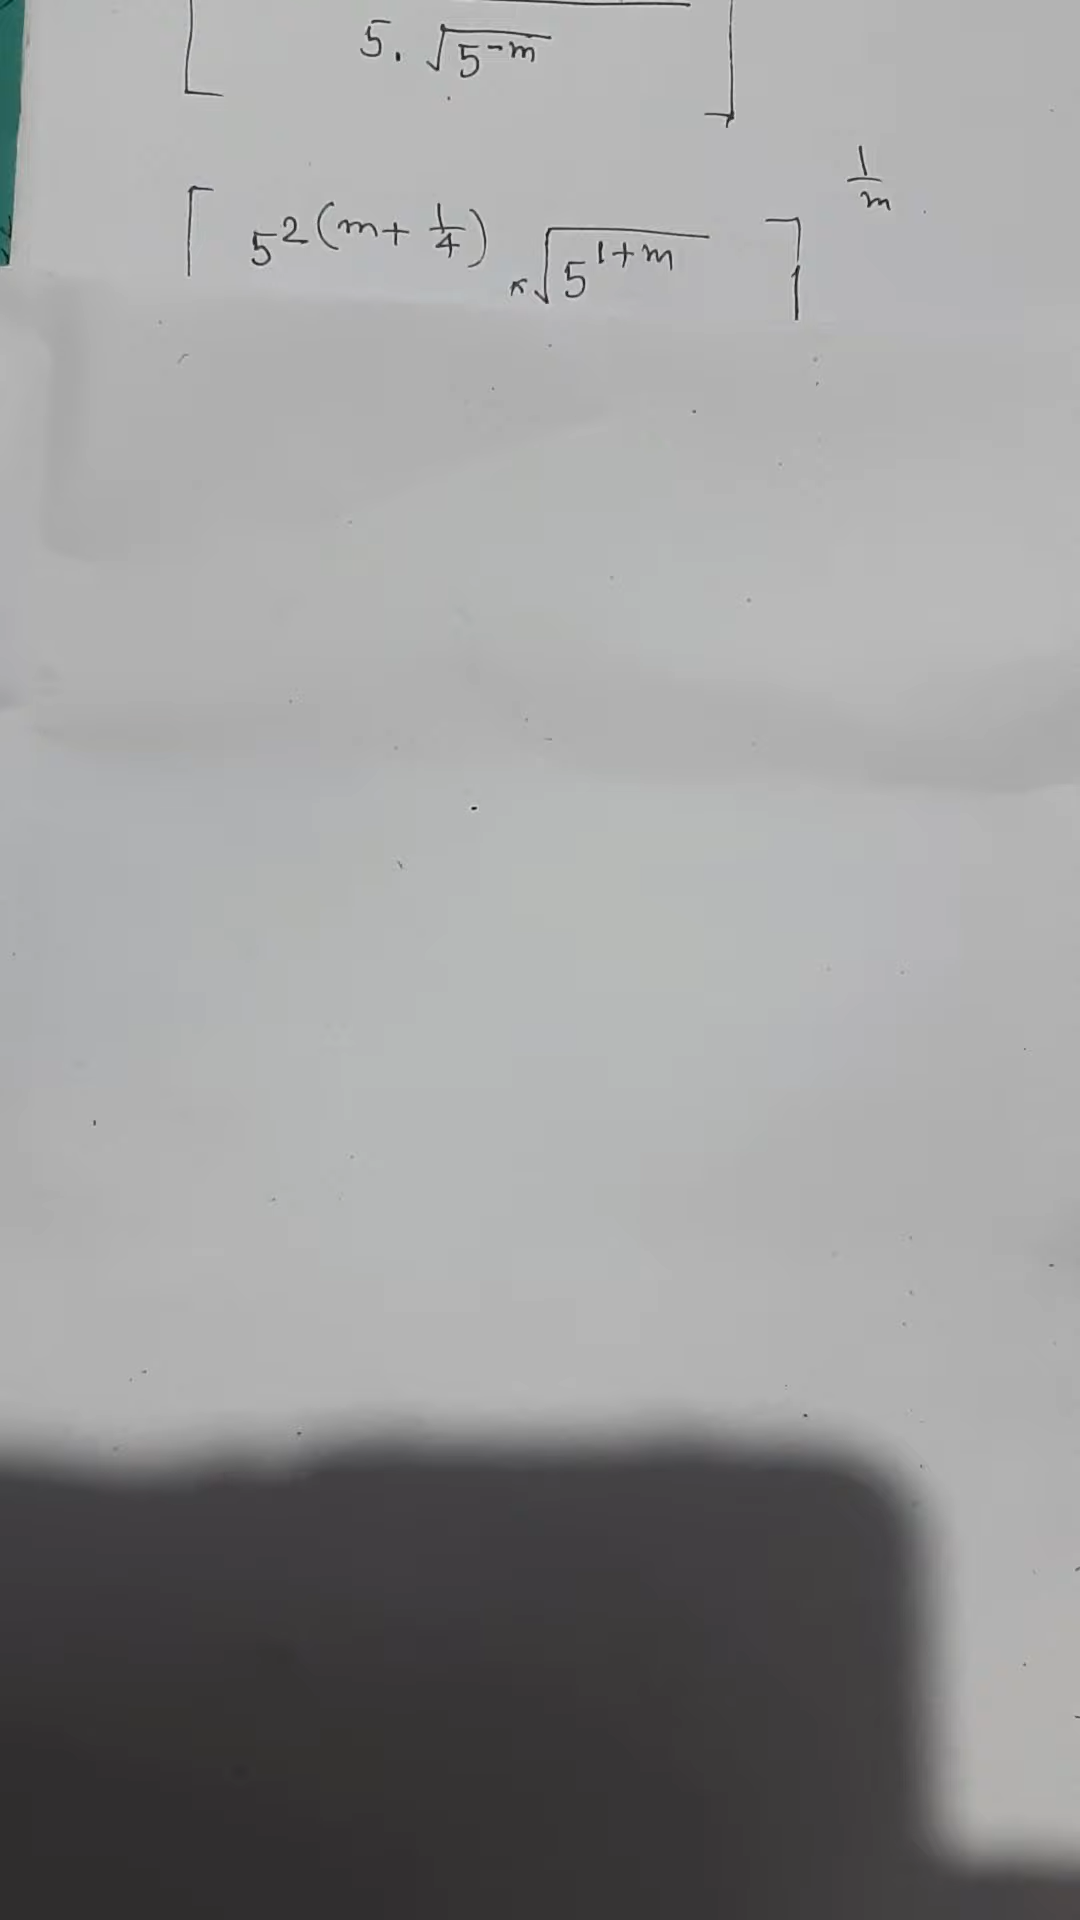 5. √5^-m
[ 5^2(m+1/4) × √5^1+m ]^1/m